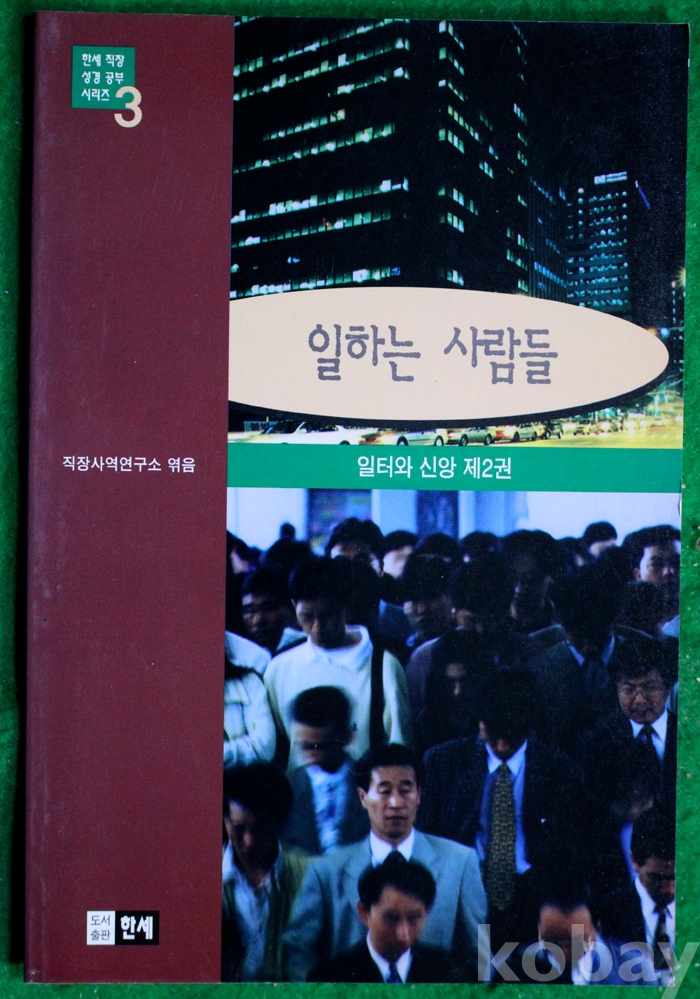 한세 직장
성경 공부
시리즈 3
일하는 사람들
직장사역연구소 엮음
일터와 신앙 제2권
도서
출판
한세
kobay